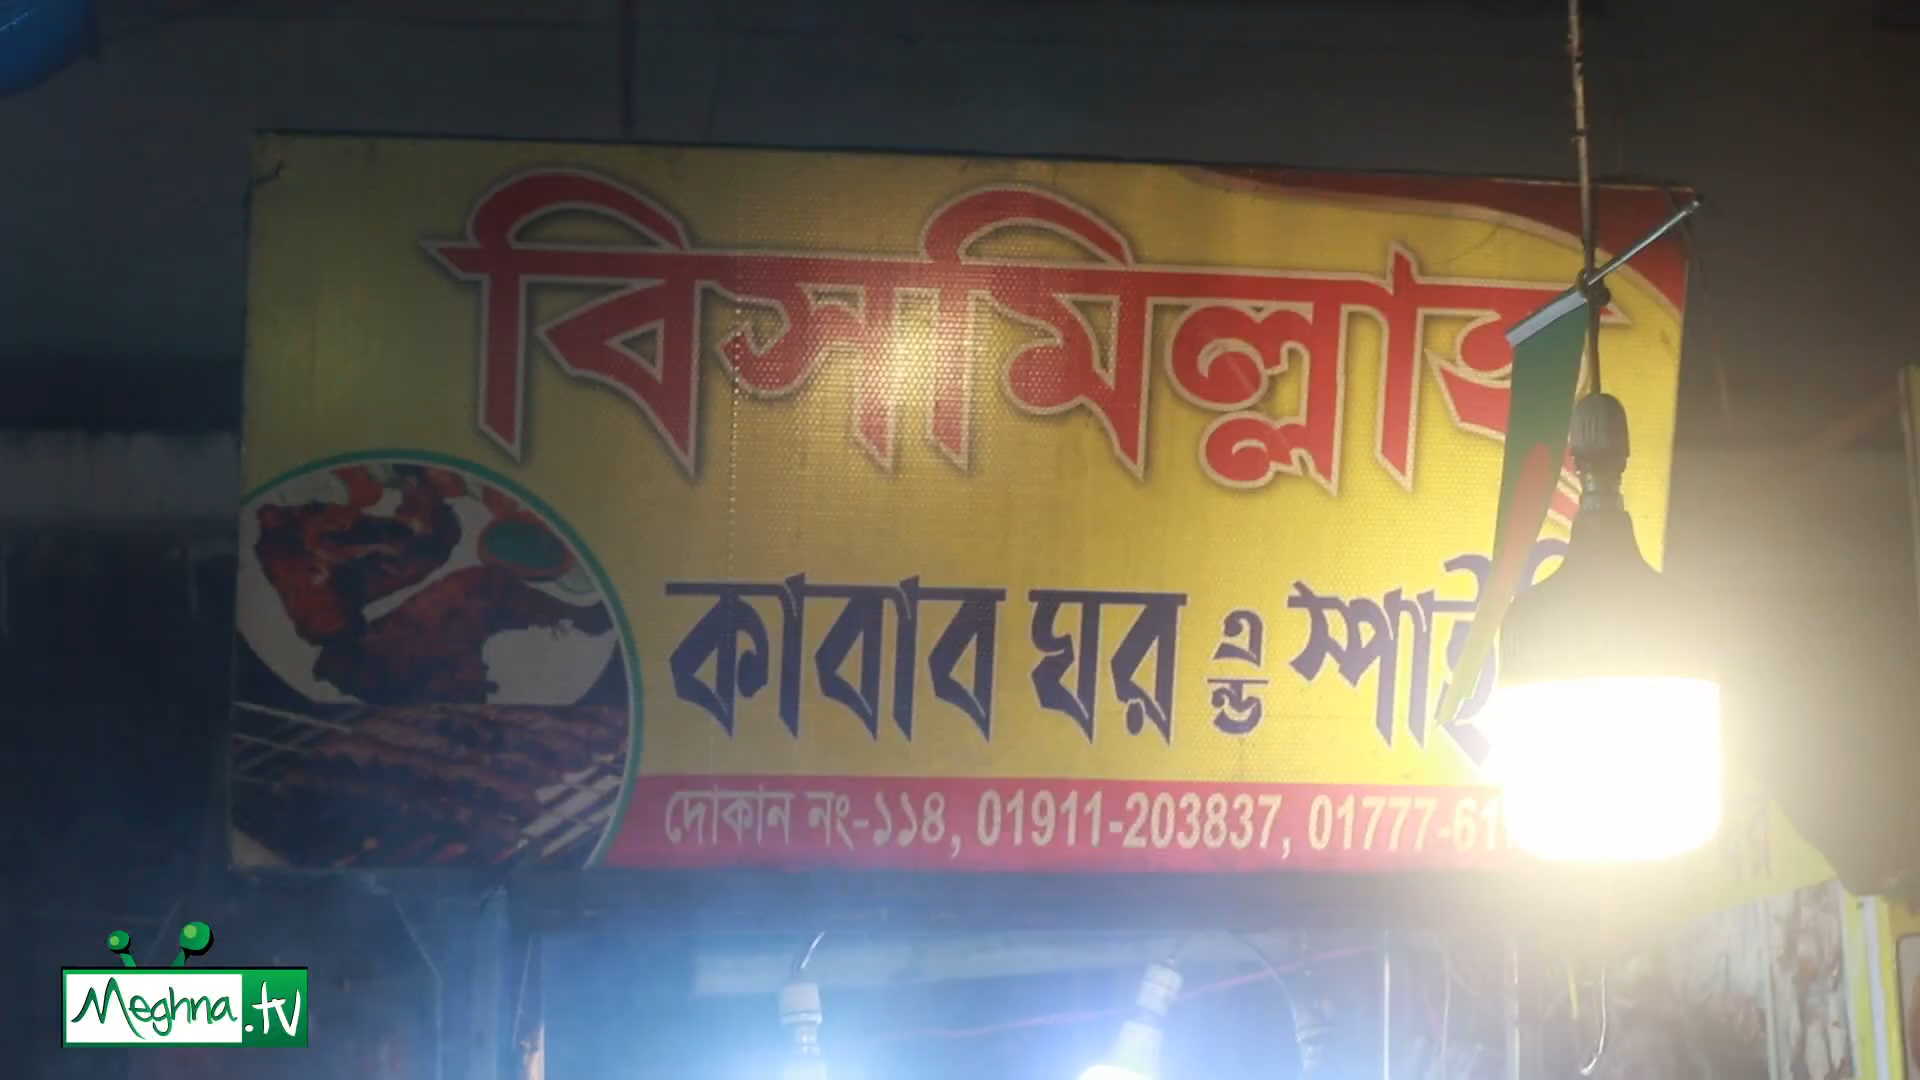 বিসমিল্লাহ
কাবাব ঘর এন্ড
দোকান নং-১১৪, 01911-203837, 01777-61
Meghna.tv